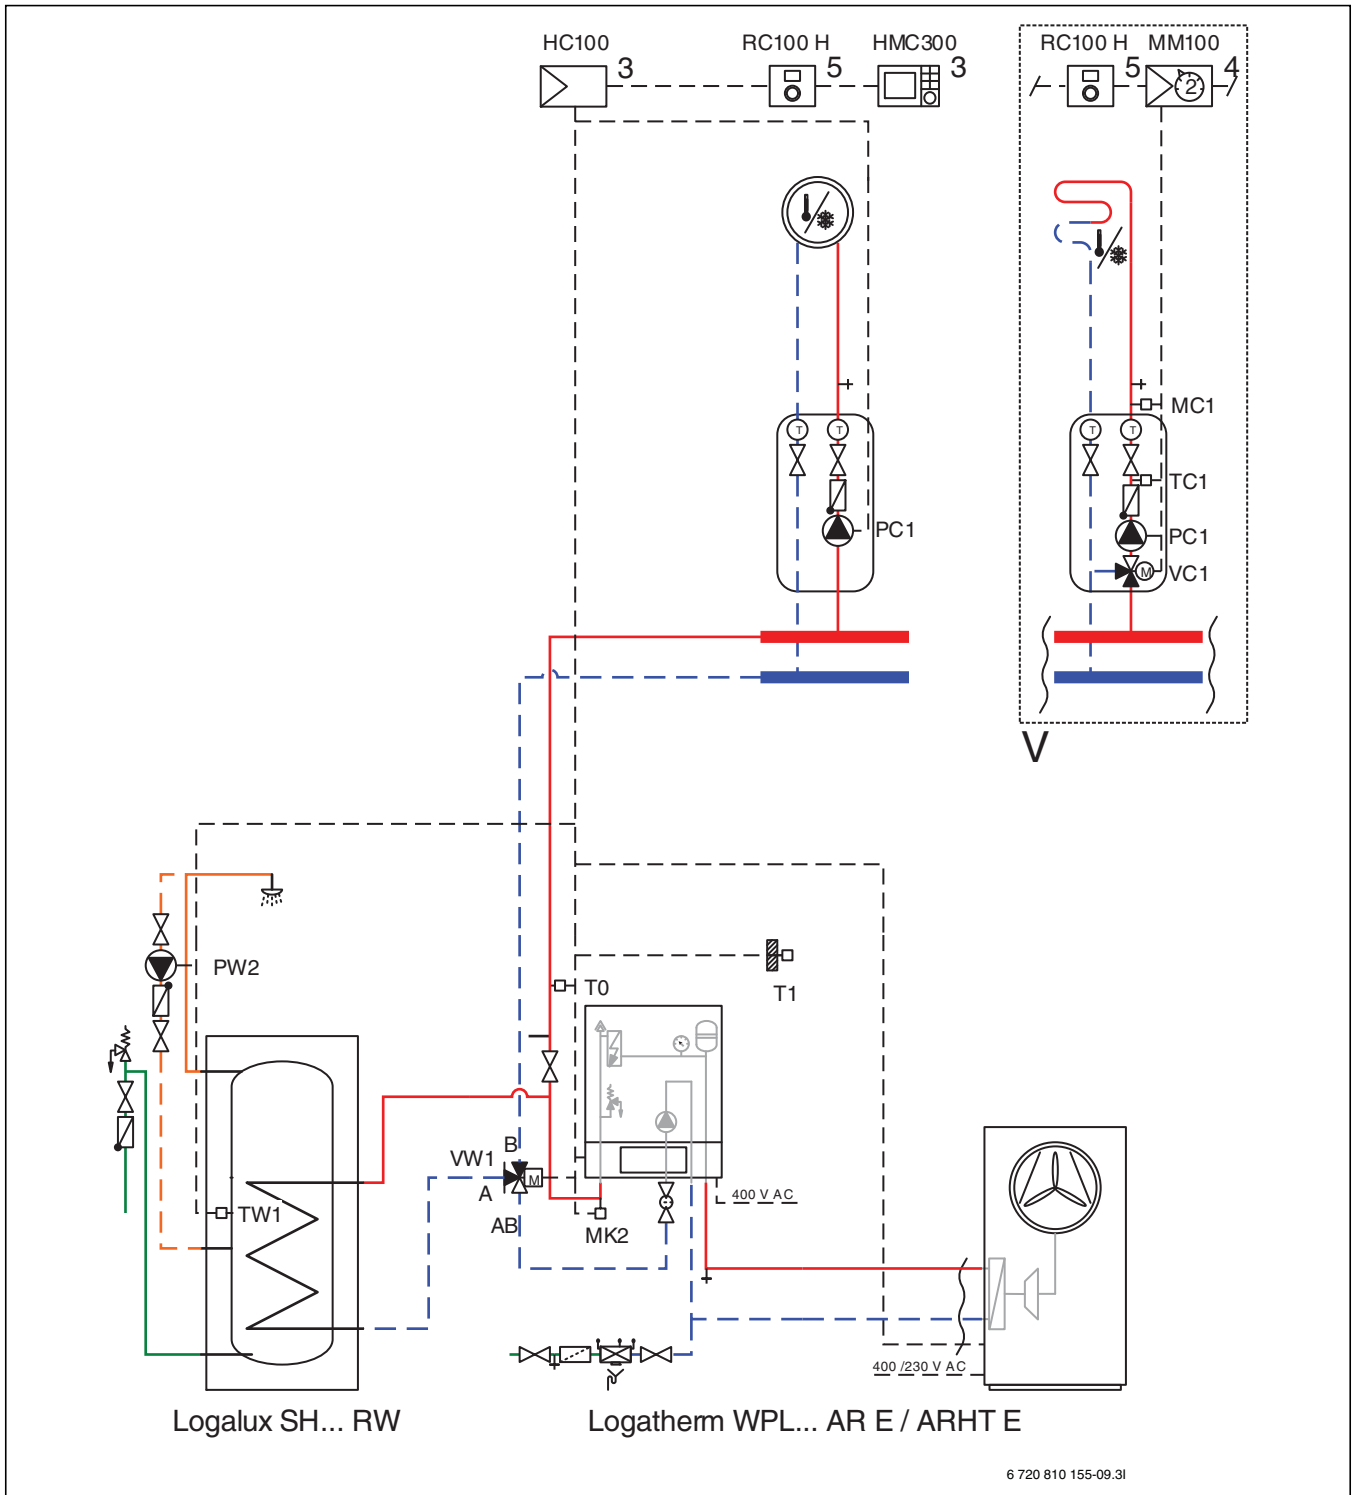 HC100
3
RC100 H
5
HMC300
3
RC100 H
5
MM100
2
4
MC1
T
T
T
T
TC1
PC1
PC1
M
VC1
V
PW2
T0
T1
B
VW1
M
A
400 V AC
TW1
AB
MK2
400 /230 V AC
Logalux SH... RW
Logatherm WPL... AR E / ARHT E
6 720 810 155-09.3I